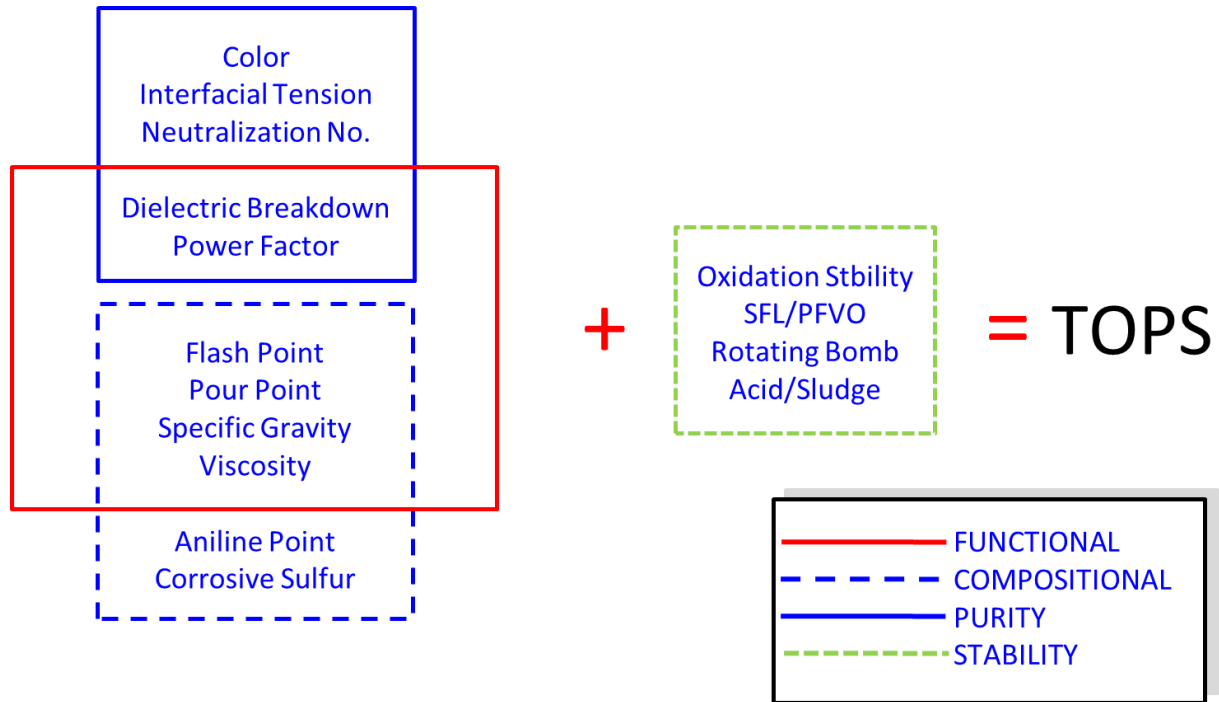 Color
Interfacial Tension
Neutralization No.
Dielectric Breakdown
Power Factor
Flash Point
Pour Point
Specific Gravity
Viscosity
Aniline Point
Corrosive Sulfur
+
Oxidation Stbility
SFL/PFVO
Rotating Bomb
Acid/Sludge
= TOPS
FUNCTIONAL
COMPOSITIONAL
PURITY
STABILITY